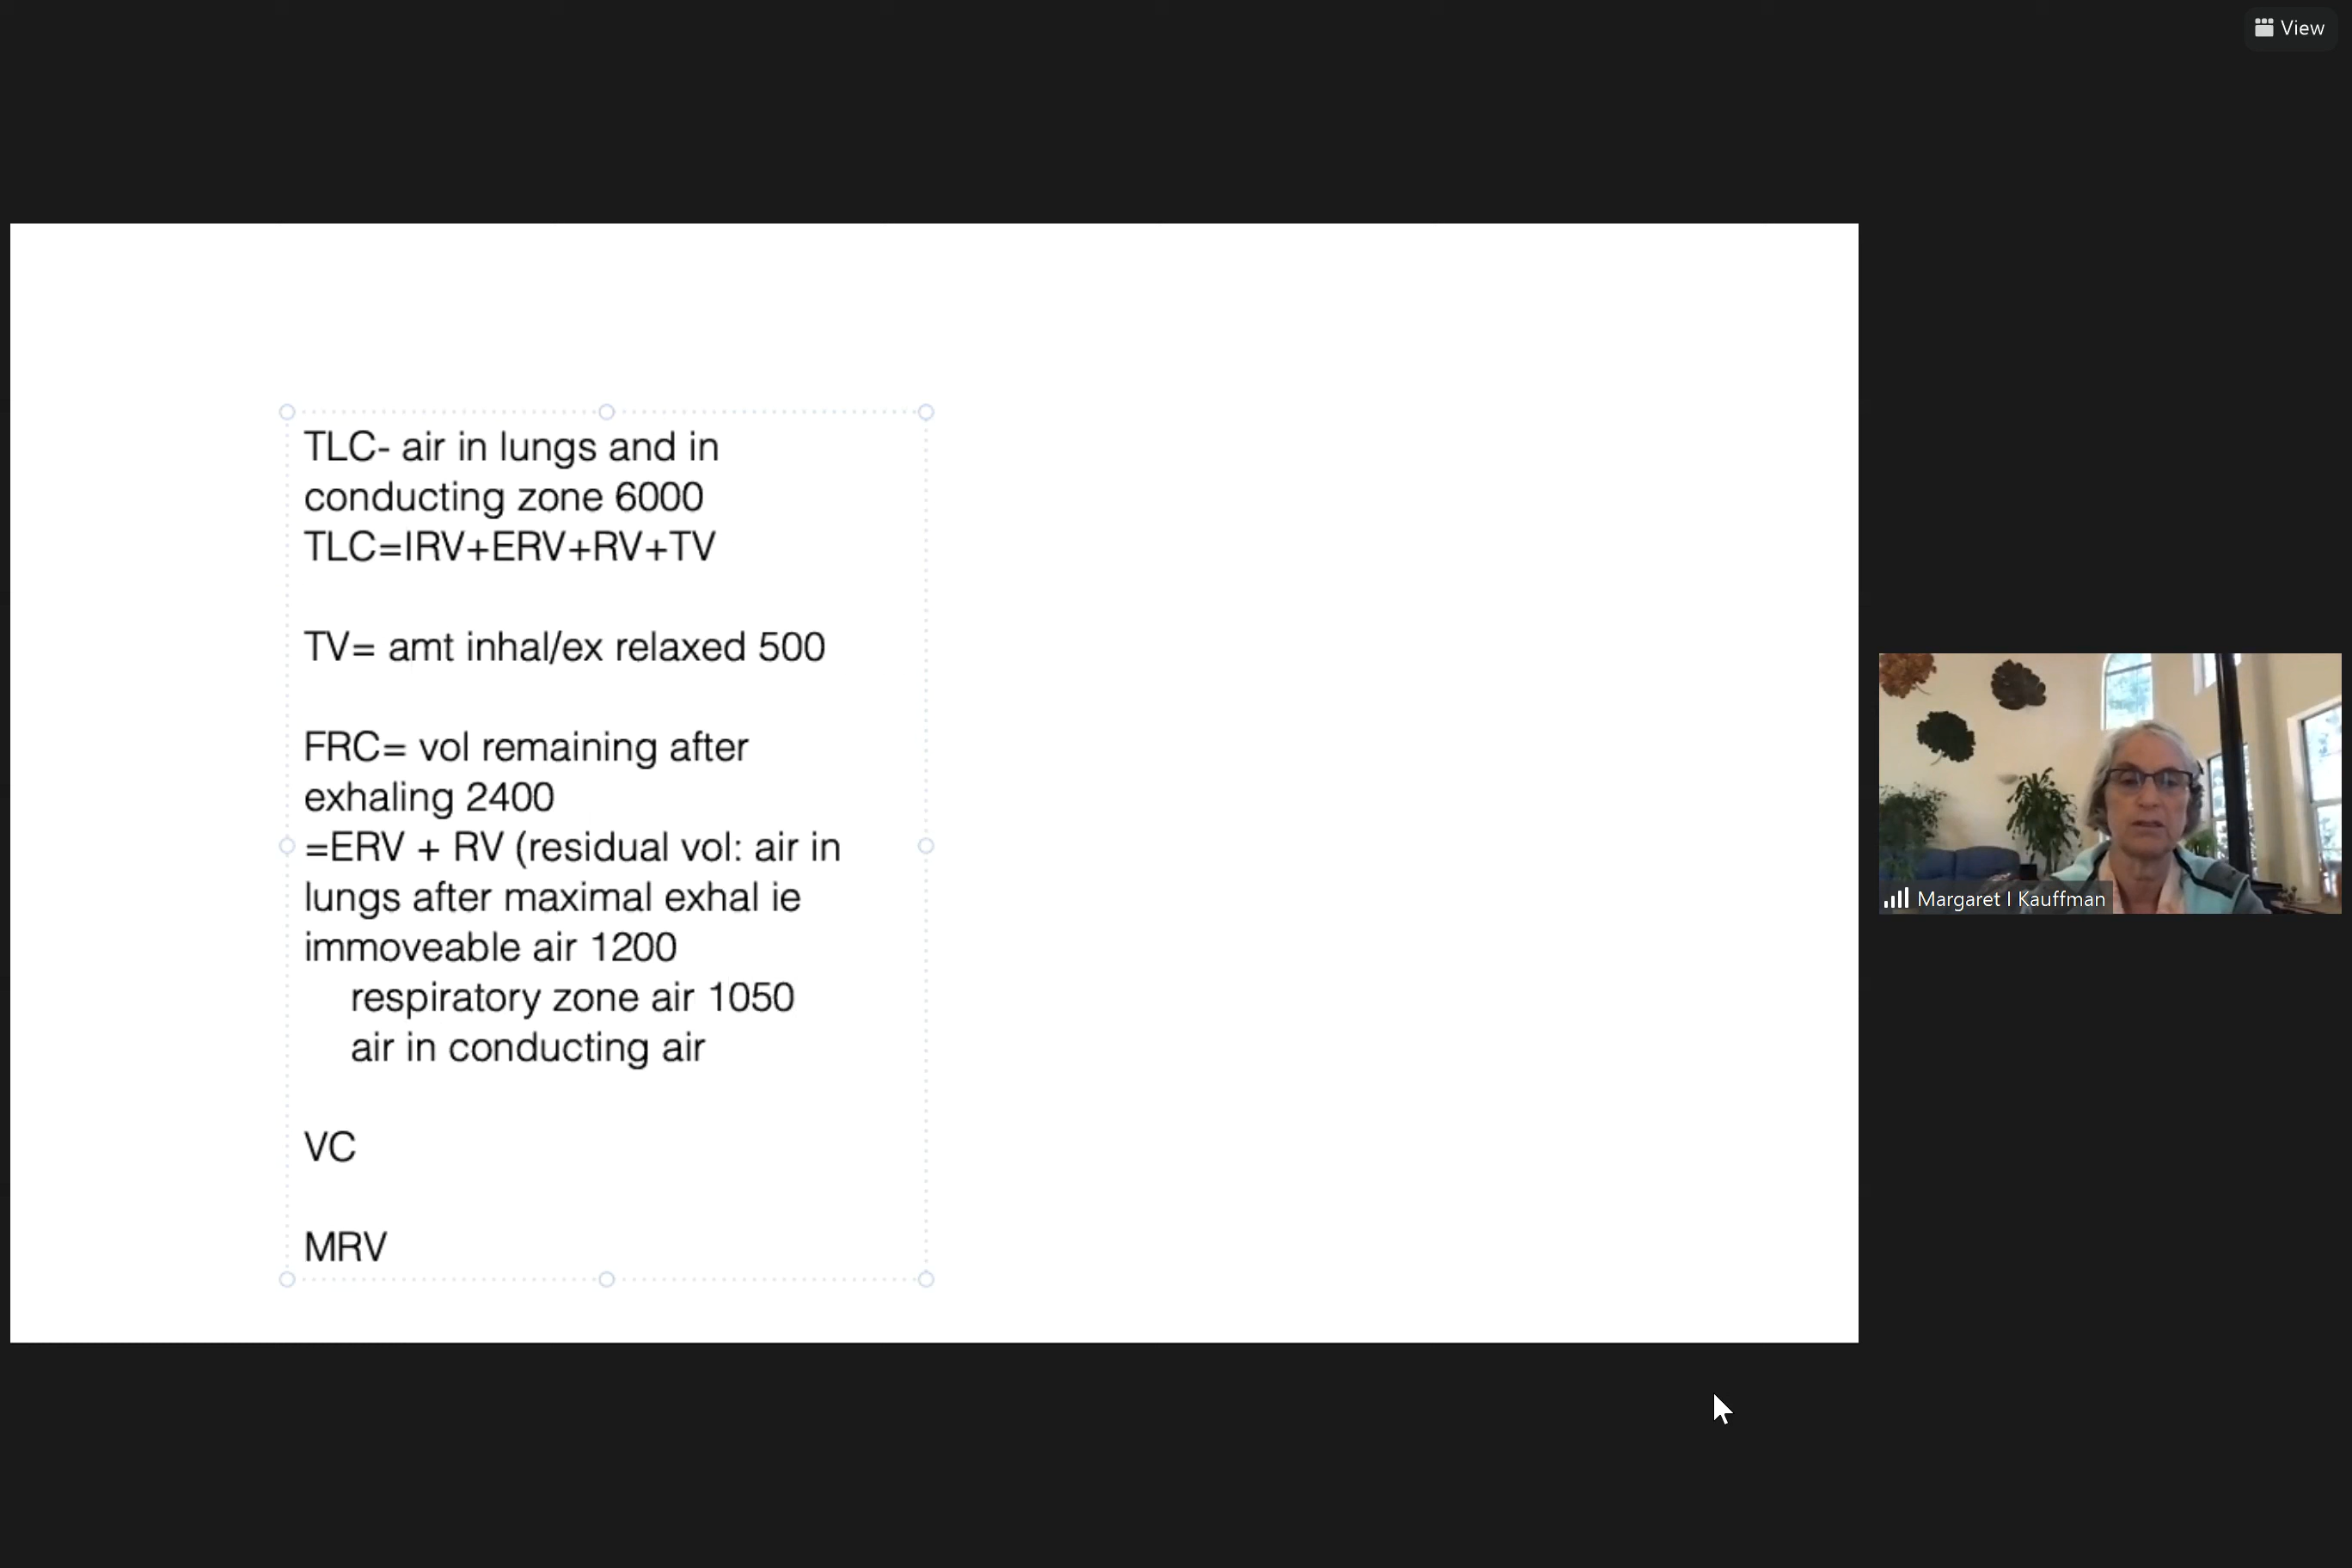 View
TLC- air in lungs and in
conducting zone 6000
TLC=IRV+ERV+RV+TV
TV= amt inhal/ex relaxed 500
FRC= vol remaining after
exhaling 2400
=ERV + RV (residual vol: air in
lungs after maximal exhal ie
immoveable air 1200
respiratory zone air 1050
air in conducting air
VC
MRV
Margaret I Kauffman